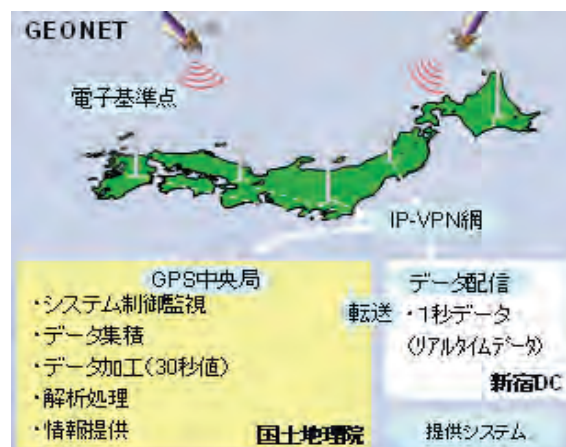 GEONET
電子基準点
IP-VPN網
GPS中央局
・システム制御監視
・データ集積
・データ加工(30秒値)
・解析処理
・情報提供
国土地理院
転送
データ配信
・1秒データ
(リアルタイムデータ)
新宿DC
提供システム